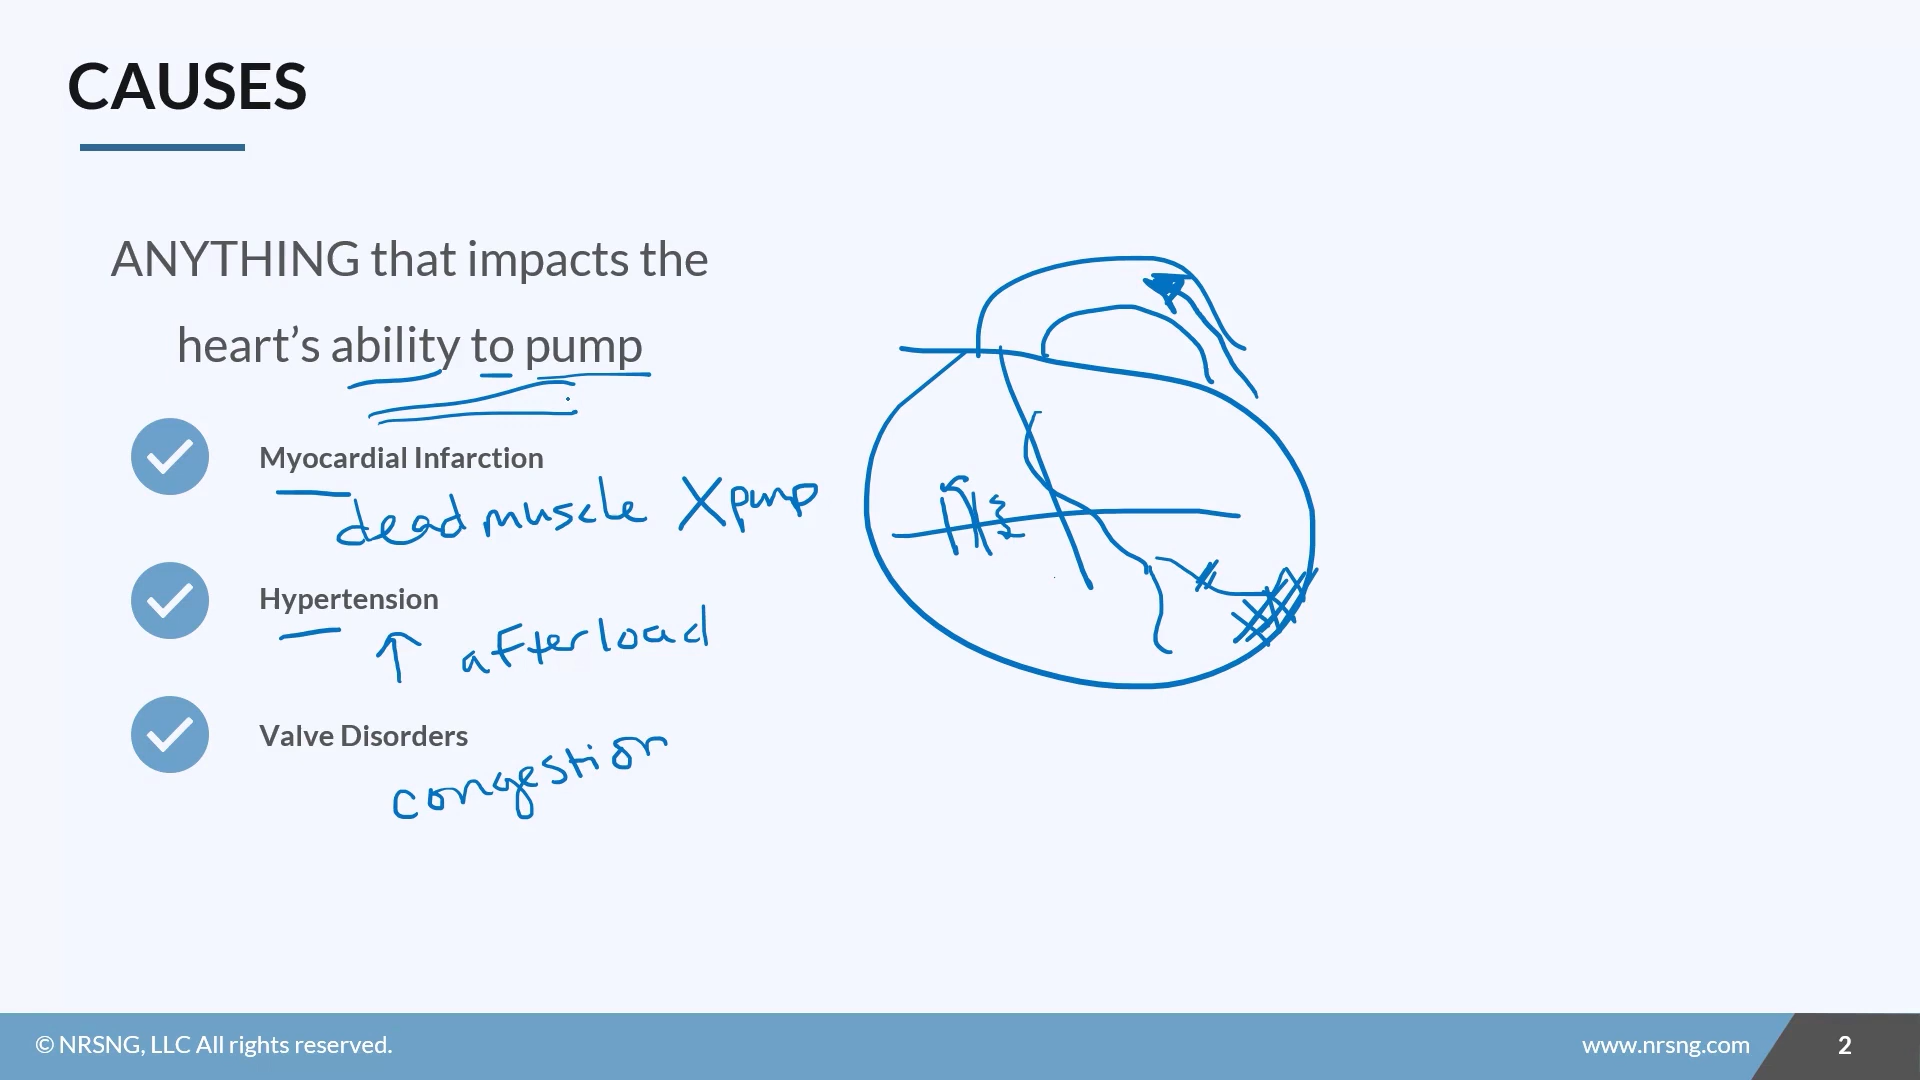 CAUSES
ANYTHING that impacts the
heart’s ability to pump
Myocardial Infarction
dead muscle X pump
Hypertension
↑ afterload
Valve Disorders
congestion
© NRSNG, LLC All rights reserved.
www.nrsng.com
2